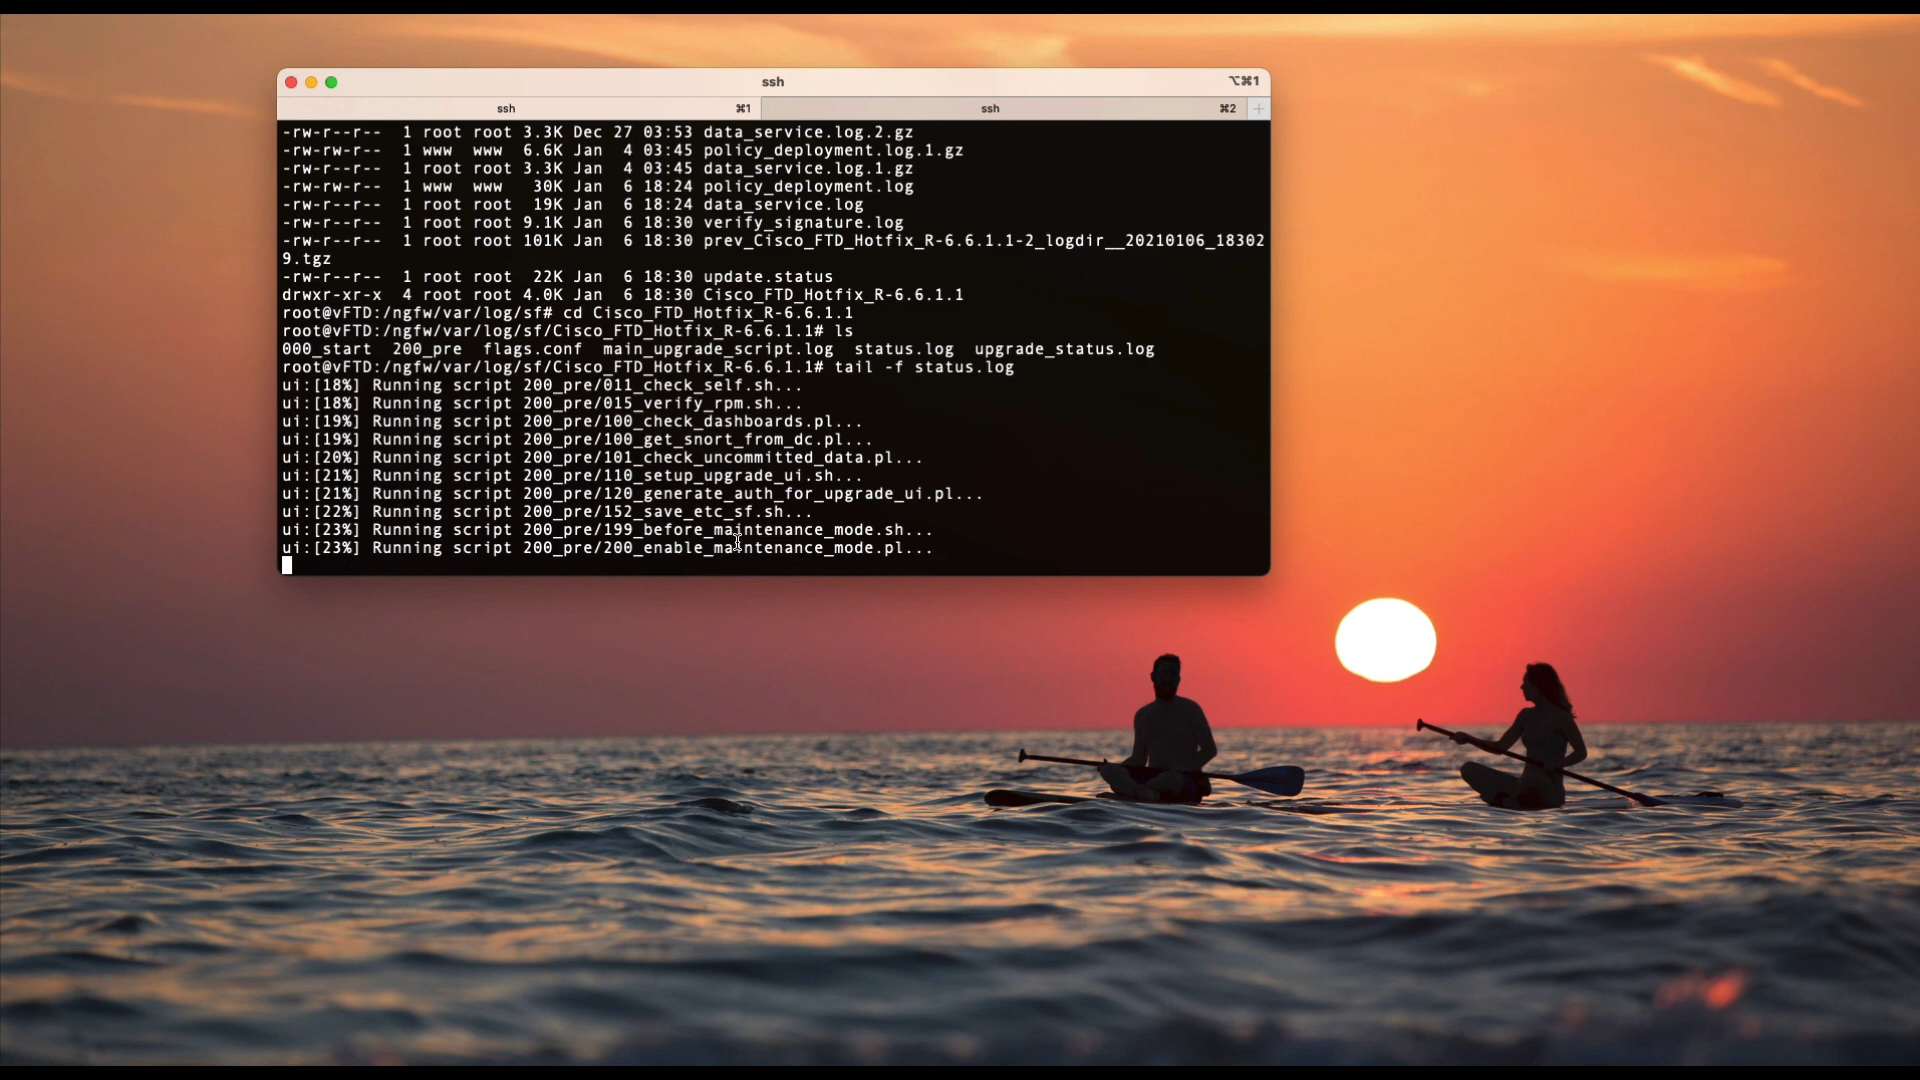 ssh ⌥⌘1
ssh ⌘1 ssh ⌘2 +
-rw-r--r--  1 root root 3.3K Dec 27 03:53 data_service.log.2.gz
-rw-rw-r--  1 www  www  6.6K Jan  4 03:45 policy_deployment.log.1.gz
-rw-r--r--  1 root root 3.3K Jan  4 03:45 data_service.log.1.gz
-rw-rw-r--  1 www  www   30K Jan  6 18:24 policy_deployment.log
-rw-r--r--  1 root root  19K Jan  6 18:24 data_service.log
-rw-r--r--  1 root root 9.1K Jan  6 18:30 verify_signature.log
-rw-r--r--  1 root root 101K Jan  6 18:30 prev_Cisco_FTD_Hotfix_R-6.6.1.1-2_logdir__20210106_18302
9.tgz
-rw-r--r--  1 root root  22K Jan  6 18:30 update.status
drwxr-xr-x  4 root root 4.0K Jan  6 18:30 Cisco_FTD_Hotfix_R-6.6.1.1
root@vFTD:/ngfw/var/log/sf# cd Cisco_FTD_Hotfix_R-6.6.1.1
root@vFTD:/ngfw/var/log/sf/Cisco_FTD_Hotfix_R-6.6.1.1# ls
000_start  200_pre  flags.conf  main_upgrade_script.log  status.log  upgrade_status.log
root@vFTD:/ngfw/var/log/sf/Cisco_FTD_Hotfix_R-6.6.1.1# tail -f status.log
ui:[18%] Running script 200_pre/011_check_self.sh...
ui:[18%] Running script 200_pre/015_verify_rpm.sh...
ui:[19%] Running script 200_pre/100_check_dashboards.pl...
ui:[19%] Running script 200_pre/100_get_snort_from_dc.pl...
ui:[20%] Running script 200_pre/101_check_uncommitted_data.pl...
ui:[21%] Running script 200_pre/110_setup_upgrade_ui.sh...
ui:[21%] Running script 200_pre/120_generate_auth_for_upgrade_ui.pl...
ui:[22%] Running script 200_pre/152_save_etc_sf.sh...
ui:[23%] Running script 200_pre/199_before_maintenance_mode.sh...
ui:[23%] Running script 200_pre/200_enable_maintenance_mode.pl...